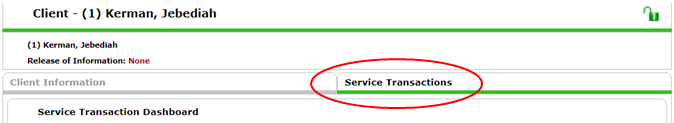 Client - (1) Kerman, Jebediah
(1) Kerman, Jebediah
Release of Information: None
Client Information
Service Transactions
Service Transaction Dashboard